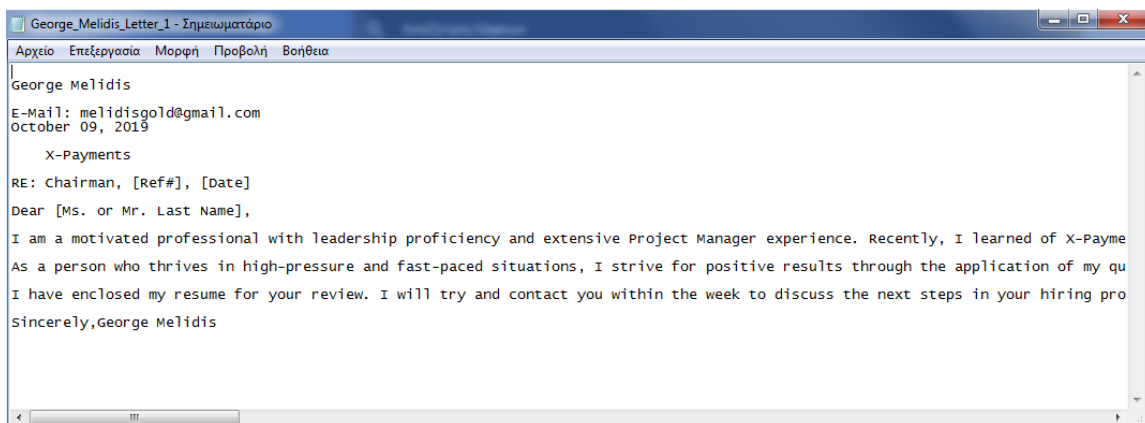 George_Melidis_Letter_1 - Σημειωματάριο
Αρχείο Επεξεργασία Μορφή Προβολή Βοήθεια
George Melidis
E-Mail: melidisgold@gmail.com
October 09, 2019
X-Payments
RE: Chairman, [Ref#], [Date]
Dear [Ms. or Mr. Last Name],
I am a motivated professional with leadership proficiency and extensive Project Manager experience. Recently, I learned of X-Payme
As a person who thrives in high-pressure and fast-paced situations, I strive for positive results through the application of my qu
I have enclosed my resume for your review. I will try and contact you within the week to discuss the next steps in your hiring pro
Sincerely,George Melidis